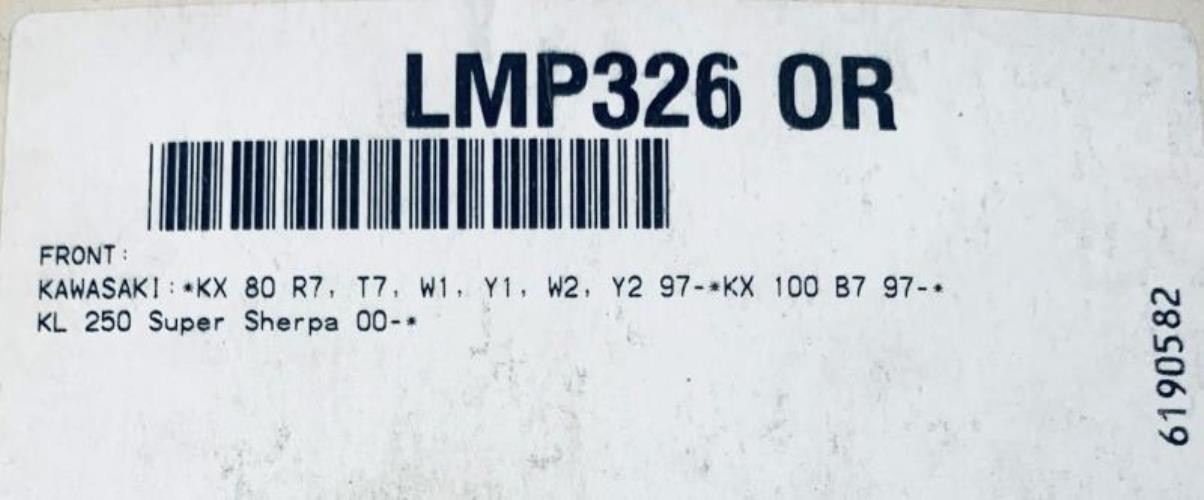 LMP326 OR
FRONT:
KAWASAKI:*KX 80 R7, T7, W1, Y1, W2, Y2 97-*KX 100 B7 97-*
KL 250 Super Sherpa 00-*
6190582